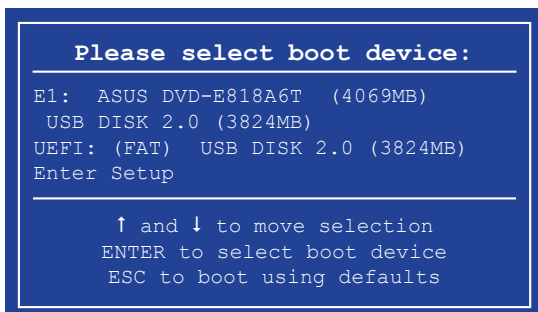 Please select boot device:
E1: ASUS DVD-E818A6T (4069MB)
USB DISK 2.0 (3824MB)
UEFI: (FAT) USB DISK 2.0 (3824MB)
Enter Setup
↑ and ↓ to move selection
ENTER to select boot device
ESC to boot using defaults